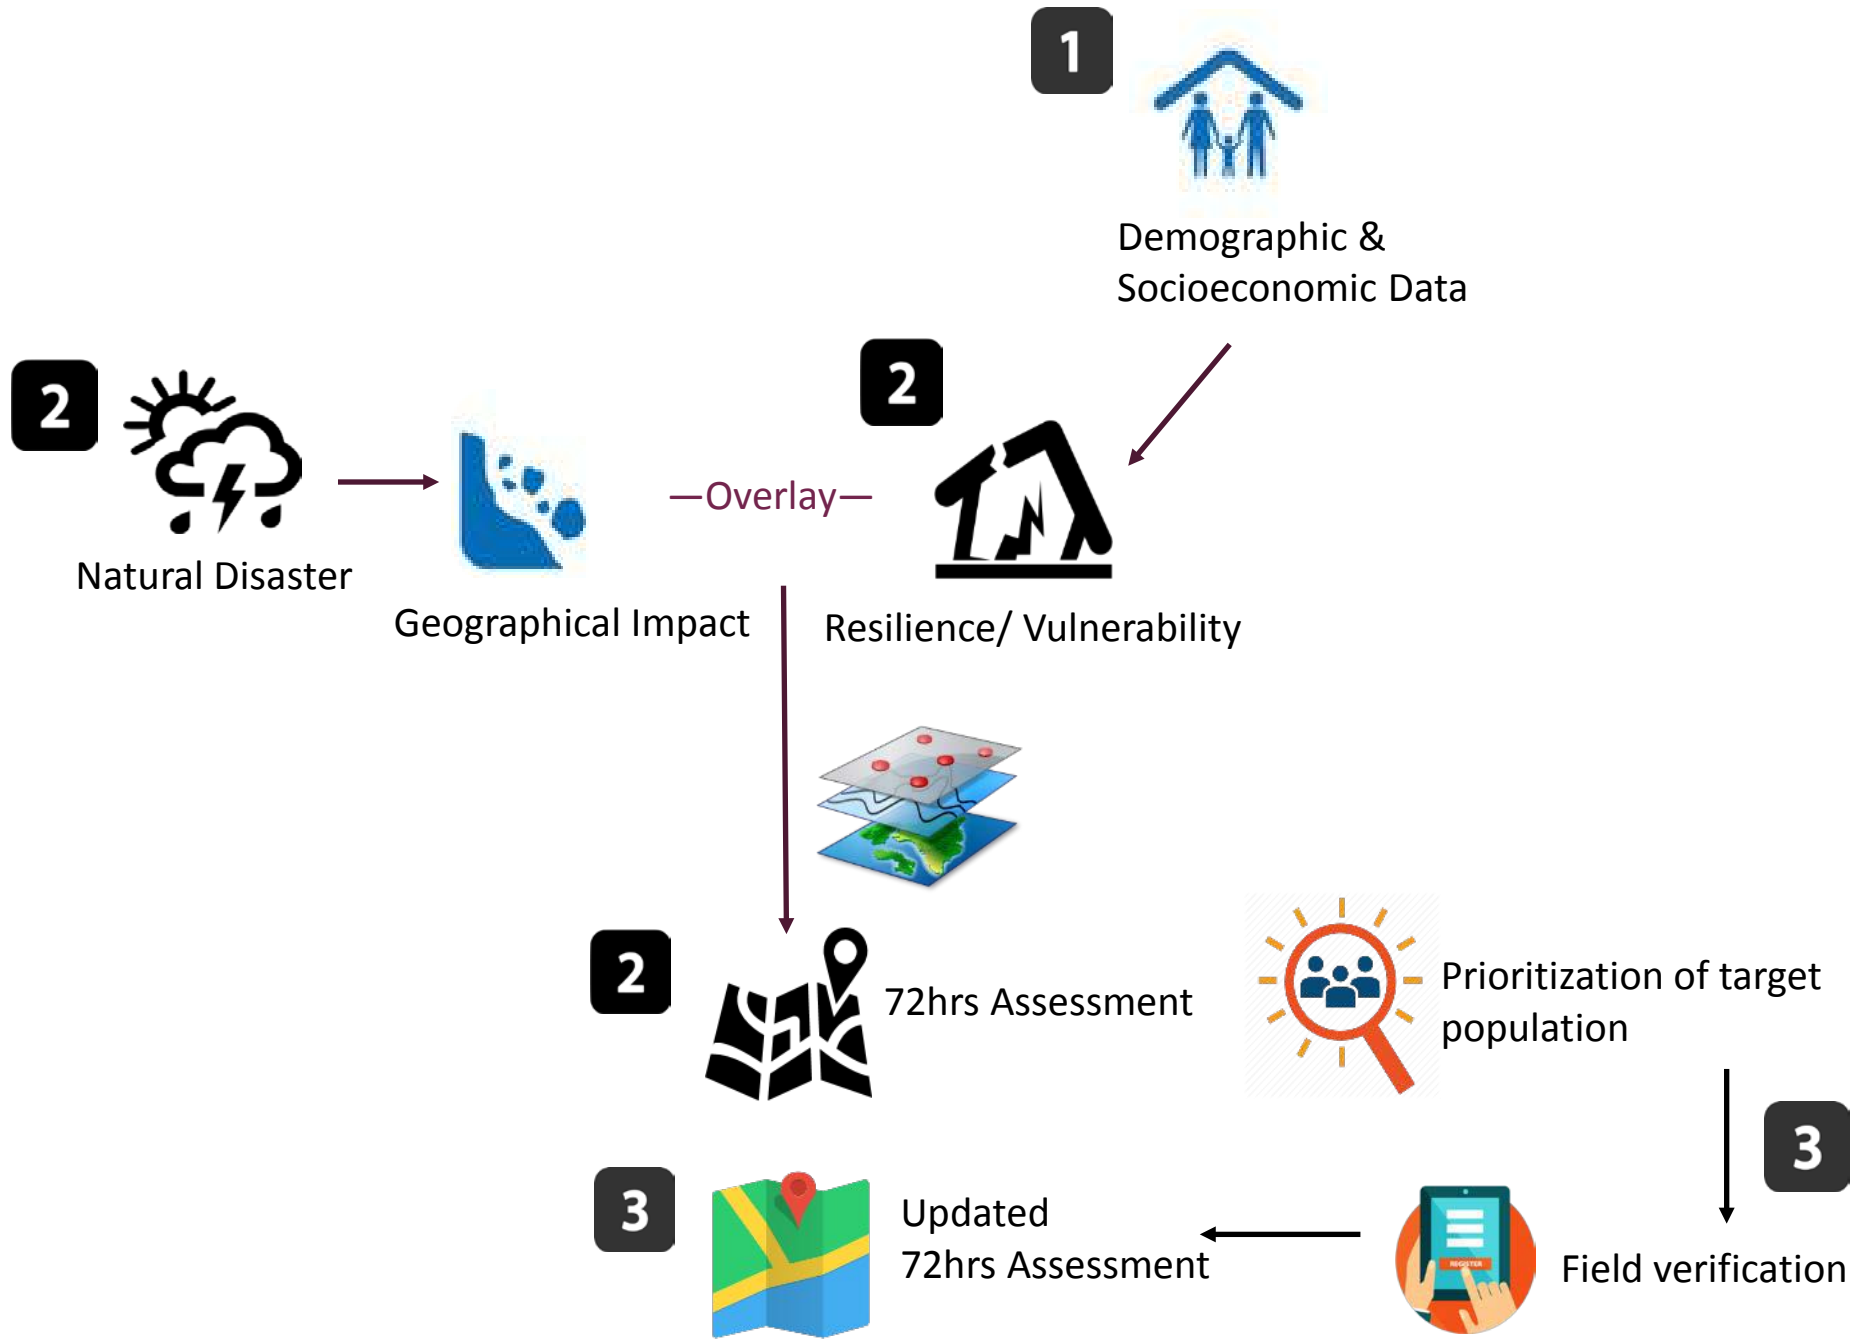 1
Demographic &
Socioeconomic Data
2
2
Natural Disaster
—Overlay—
Geographical Impact
Resilience/ Vulnerability
2
72hrs Assessment
Prioritization of target
population
3
3
Updated
72hrs Assessment
REGISTER
Field verification